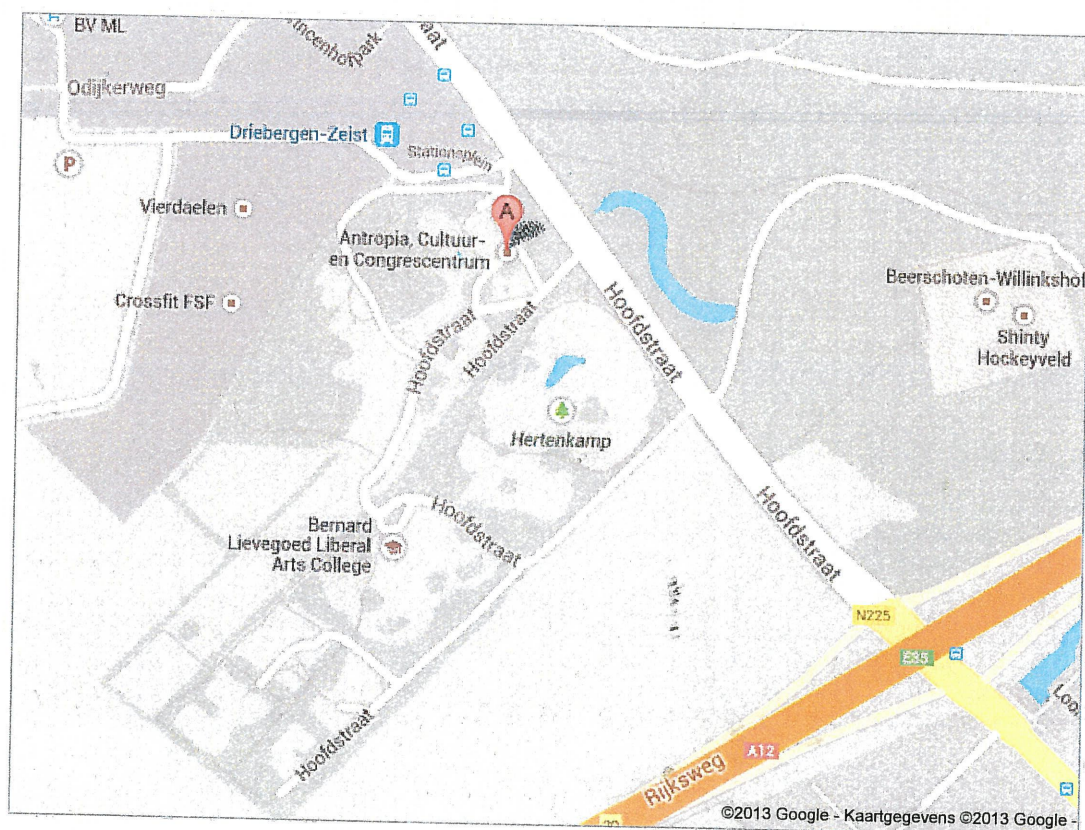 BV ML
Odijkerweg
P
Driebergen-Zeist
Stationsplein
Vierdaelen
A
Antropia, Cultuur-
en Congrescentrum
Crossfit FSF
Beerschoten-Willinkshof
Shinty
Hockeyveld
Hoofdstraat
Hoofdstraat
Hoofdstraat
Hertenkamp
Hoofdstraat
Hoofdstraat
Bernard
Lievegoed Liberal
Arts College
N225
E35
Hoofdstraat
A12
Rijksweg
20
©2013 Google - Kaartgegevens ©2013 Google -